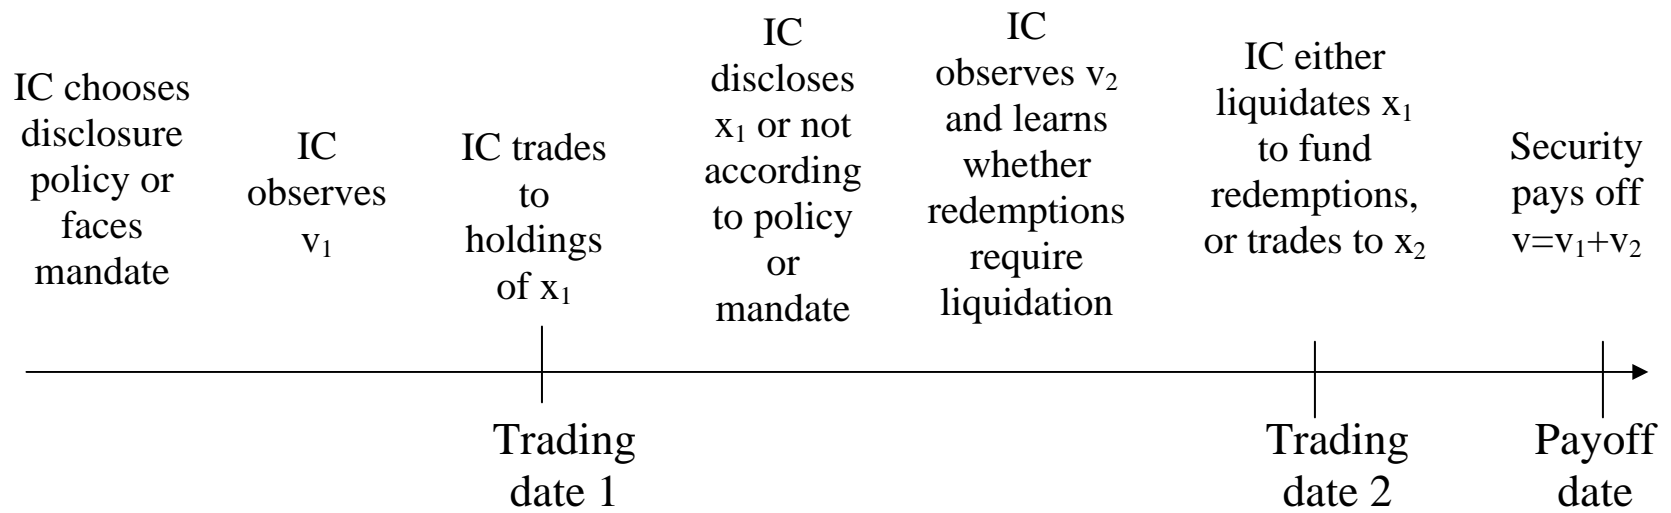 IC chooses
disclosure
policy or
faces
mandate
IC
observes
v₁
IC trades
to
holdings
of x₁
IC
discloses
x₁ or not
according
to policy
or
mandate
IC
observes v₂
and learns
whether
redemptions
require
liquidation
IC either
liquidates x₁
to fund
redemptions,
or trades to x₂
Security
pays off
v=v₁+v₂
Trading
date 1
Trading
date 2
Payoff
date